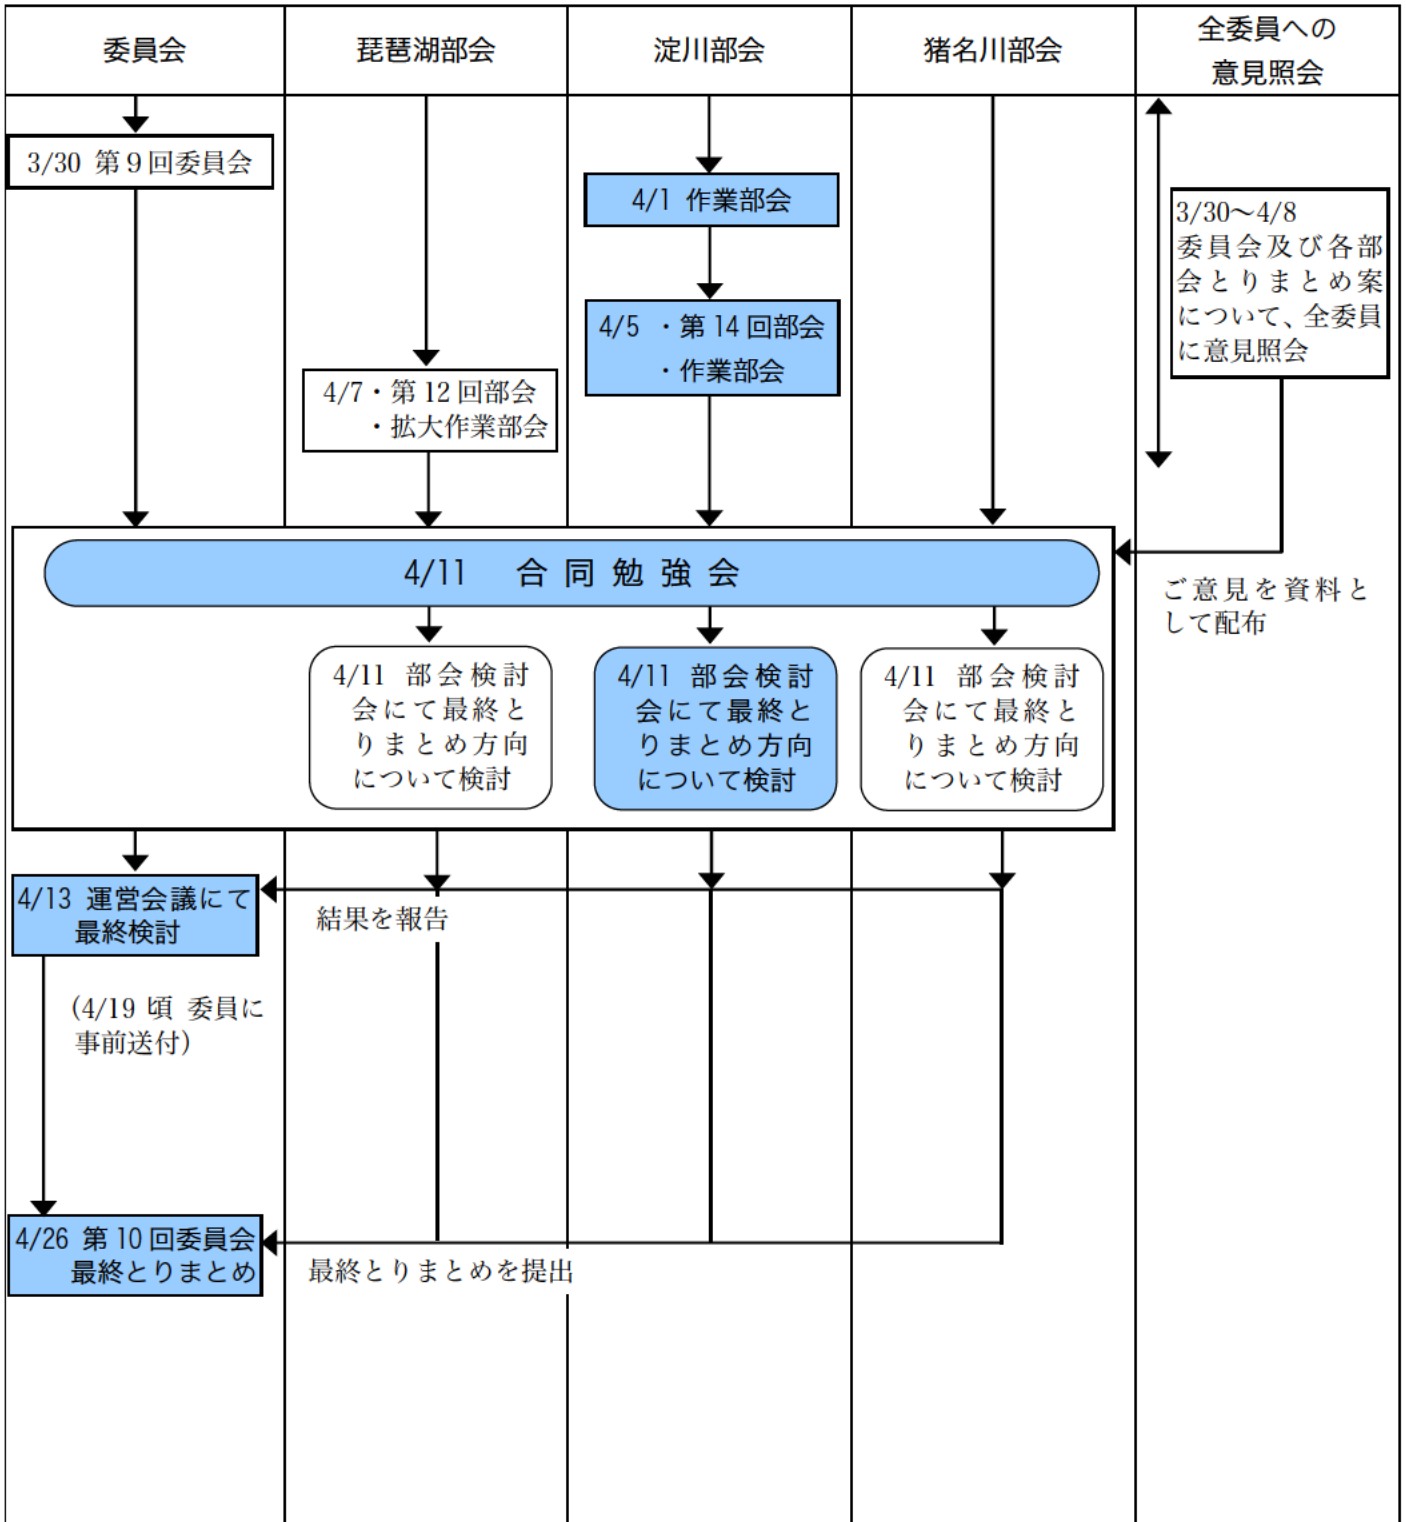 委員会
琵琶湖部会
淀川部会
猪名川部会
全委員への
意見照会
3/30 第9回委員会
4/1 作業部会
3/30～4/8
委員会及び各部
会とりまとめ案
について、全委員
に意見照会
4/5 ・第14回部会
・作業部会
4/7・第12回部会
・拡大作業部会
4/11 合同勉強会
ご意見を資料と
して配布
4/11 部会検討
会にて最終と
りまとめ方向
について検討
4/11 部会検討
会にて最終と
りまとめ方向
について検討
4/11 部会検討
会にて最終と
りまとめ方向
について検討
4/13 運営会議にて
最終検討
結果を報告
(4/19 頃 委員に
事前送付)
4/26 第10回委員会
最終とりまとめ
最終とりまとめを提出